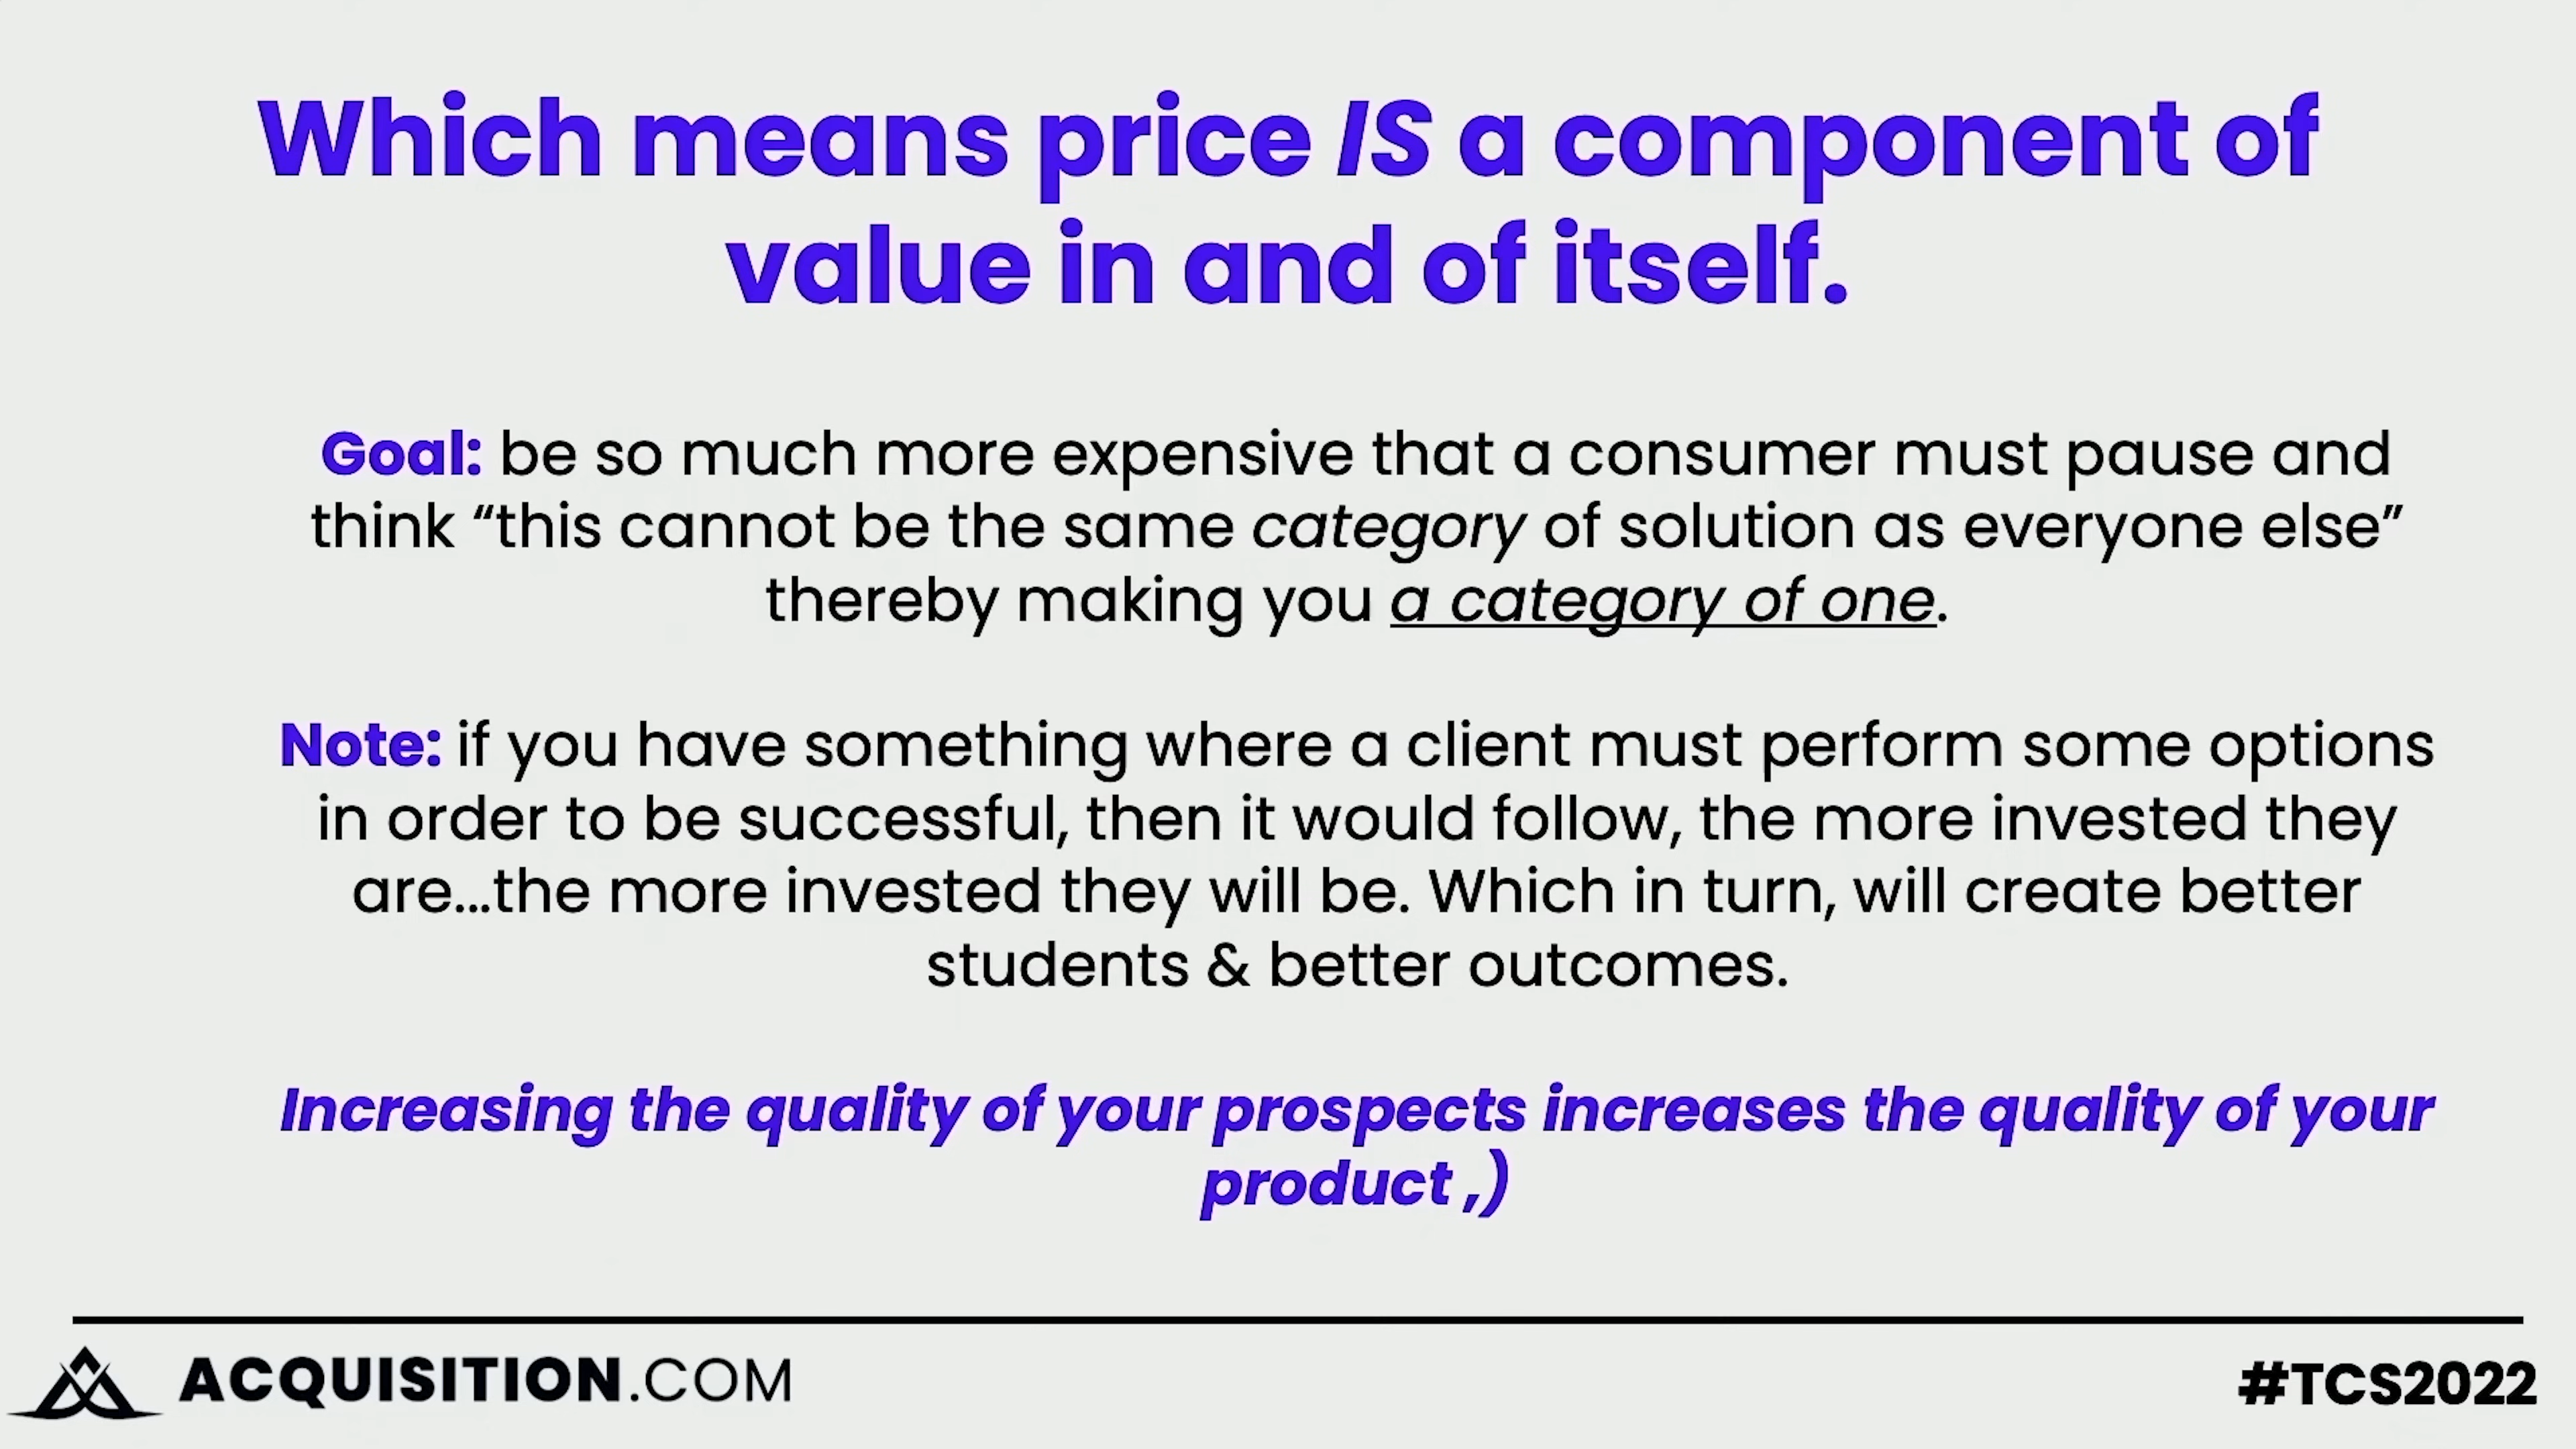 Which means price IS a component of
value in and of itself.
Goal: be so much more expensive that a consumer must pause and
think “this cannot be the same category of solution as everyone else”
thereby making you a category of one.
Note: if you have something where a client must perform some options
in order to be successful, then it would follow, the more invested they
are...the more invested they will be. Which in turn, will create better
students & better outcomes.
Increasing the quality of your prospects increases the quality of your
product ,)
ACQUISITION.COM
#TCS2022